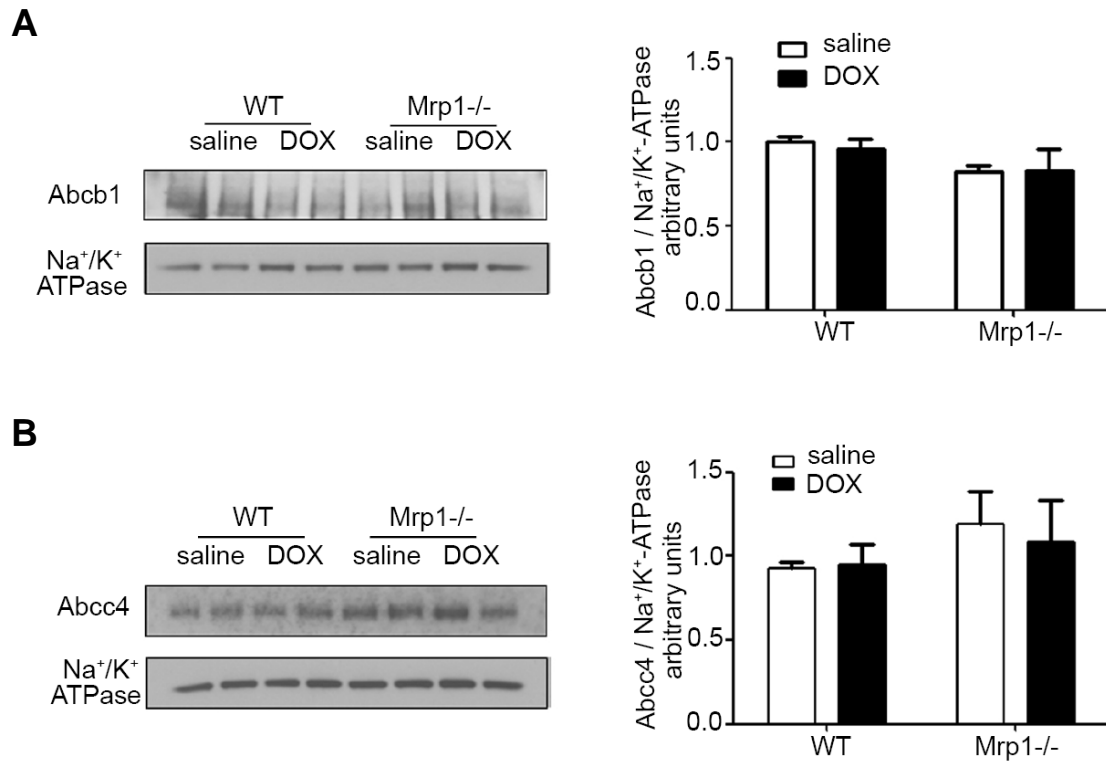 A
WT Mrp1-/-
saline DOX saline DOX
Abcb1
Na⁺/K⁺
ATPase
saline
DOX
Abcb1 / Na⁺/K⁺-ATPase
arbitrary units
1.5
1.0
0.5
0.0
WT Mrp1-/-
B
WT Mrp1-/-
saline DOX saline DOX
Abcc4
Na⁺/K⁺
ATPase
saline
DOX
Abcc4 / Na⁺/K⁺-ATPase
arbitrary units
1.5
1.0
0.5
0.0
WT Mrp1-/-